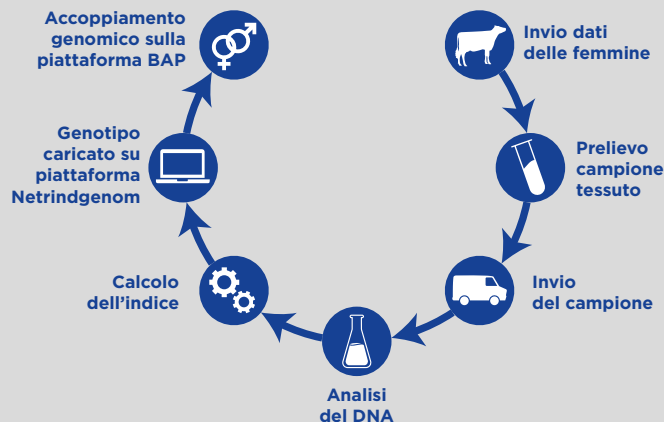 Accoppiamento
genomico sulla
piattaforma BAP
Invio dati
delle femmine
Genotipo
caricato su
piattaforma
Netrindgenom
Prelievo
campione
tessuto
Calcolo
dell'indice
Invio
del campione
Analisi
del DNA